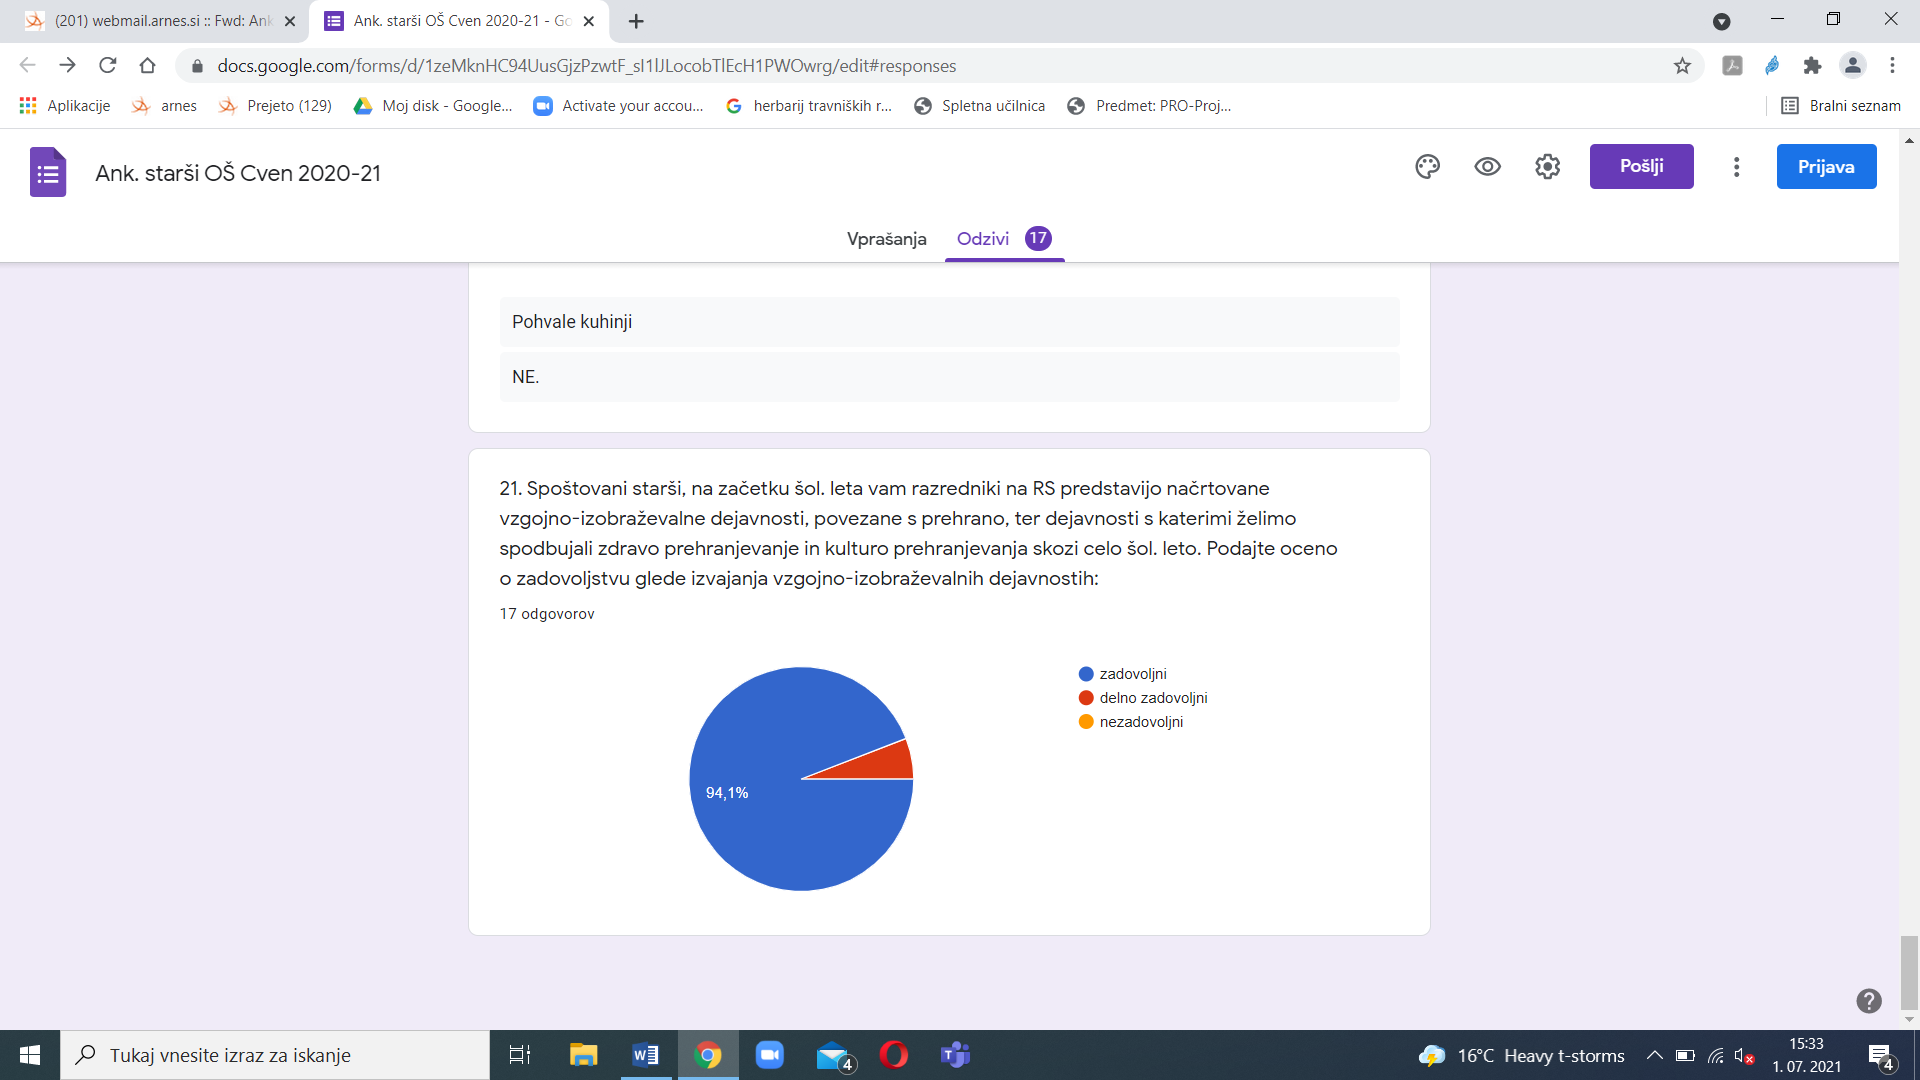 (201) webmail.arnes.si :: Fwd: Ank
Ank. starši OŠ Cven 2020-21 - Go
docs.google.com/forms/d/1zeMknHC94UusGjzPzwtF_sI1lJLocobTlEcH1PWOwrg/edit#responses
Aplikacije
arnes
Prejeto (129)
Moj disk - Google...
Activate your accou...
herbarij travniških r...
Spletna učilnica
Predmet: PRO-Proj...
Bralni seznam
Ank. starši OŠ Cven 2020-21
Pošlji
Prijava
Vprašanja
Odzivi 17
Pohvale kuhinji
NE.
21. Spoštovani starši, na začetku šol. leta vam razredniki na RS predstavijo načrtovane
vzgojno-izobraževalne dejavnosti, povezane s prehrano, ter dejavnosti s katerimi želimo
spodbujali zdravo prehranjevanje in kulturo prehranjevanja skozi celo šol. leto. Podajte oceno
o zadovoljstvu glede izvajanja vzgojno-izobraževalnih dejavnostih:
17 odgovorov
zadovoljni
delno zadovoljni
nezadovoljni
94,1%
Tukaj vnesite izraz za iskanje
4
16°C Heavy t-storms
15:33
1. 07. 2021
4